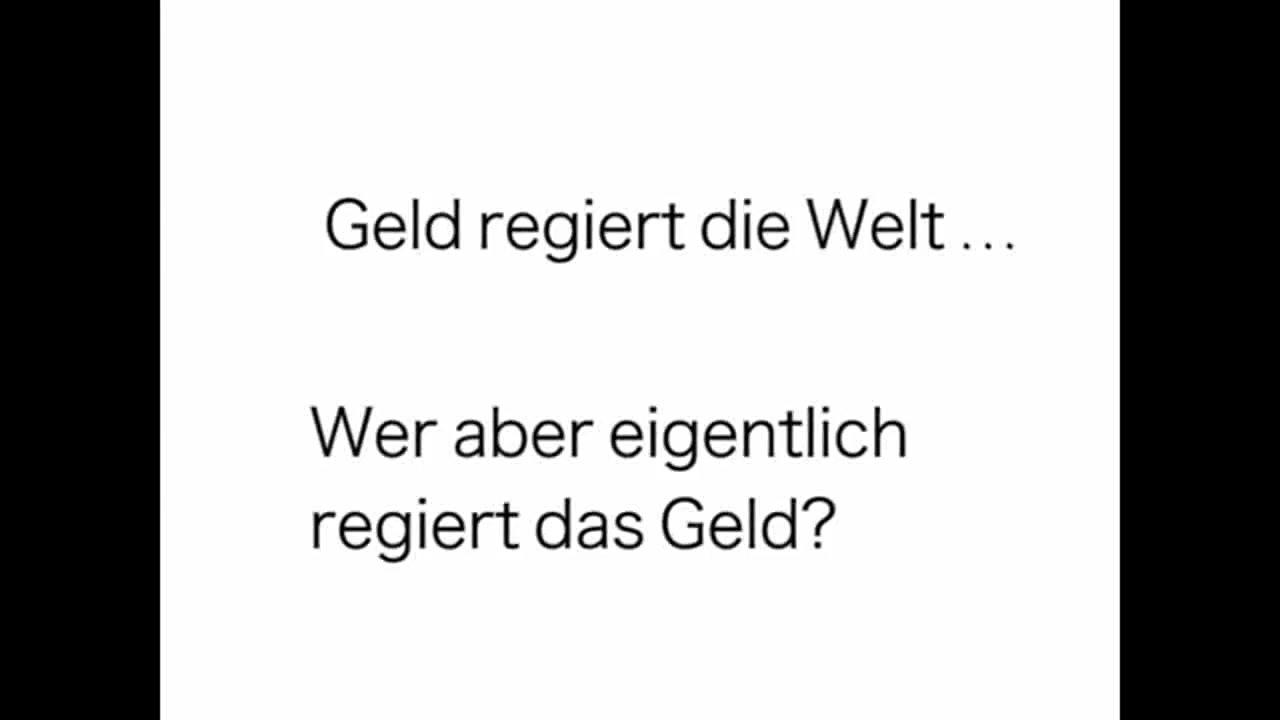 Geld regiert die Welt ...
Wer aber eigentlich
regiert das Geld?